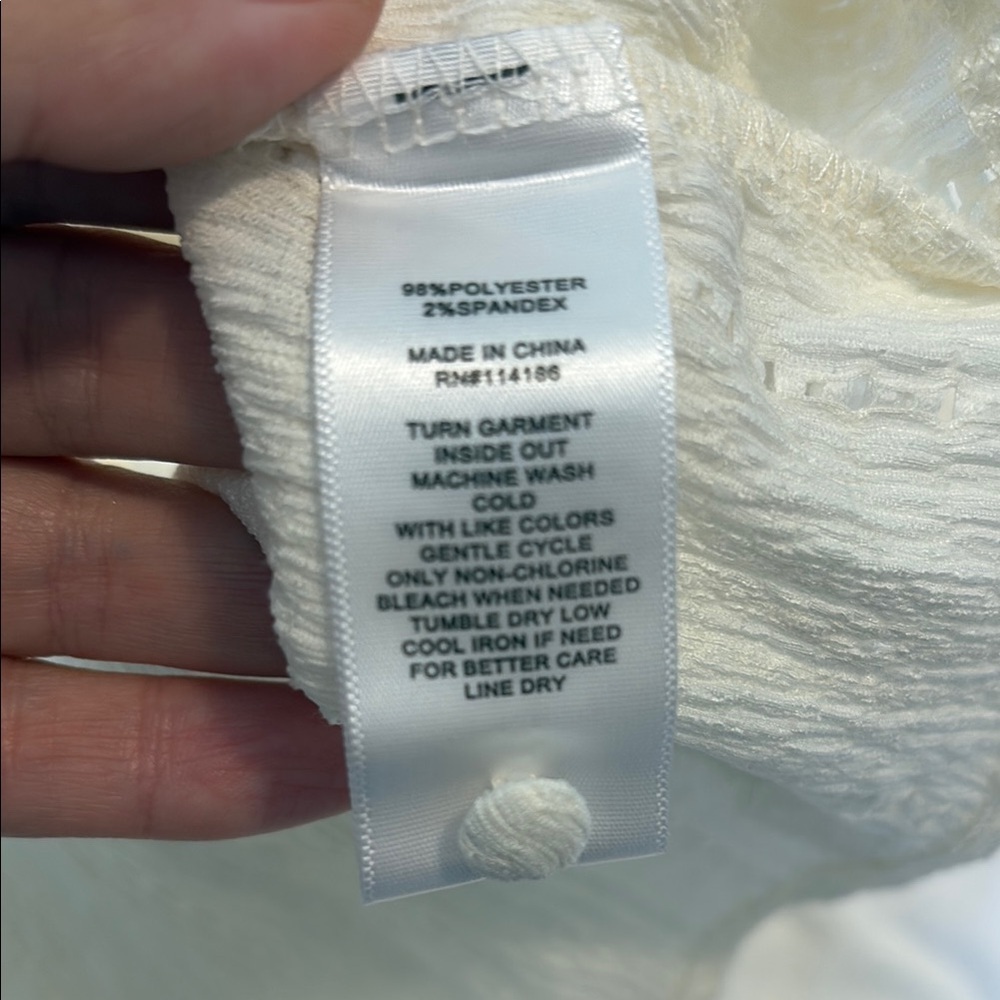 98%POLYESTER
2%SPANDEX
MADE IN CHINA
RN#114186
TURN GARMENT
INSIDE OUT
MACHINE WASH
COLD
WITH LIKE COLORS
GENTLE CYCLE
ONLY NON-CHLORINE
BLEACH WHEN NEEDED
TUMBLE DRY LOW
COOL IRON IF NEED
FOR BETTER CARE
LINE DRY